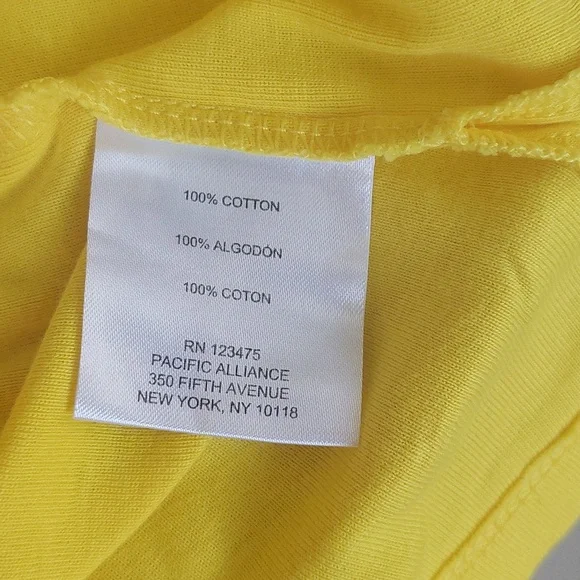 100% COTTON
100% ALGODÓN
100% COTON
RN 123475
PACIFIC ALLIANCE
350 FIFTH AVENUE
NEW YORK, NY 10118